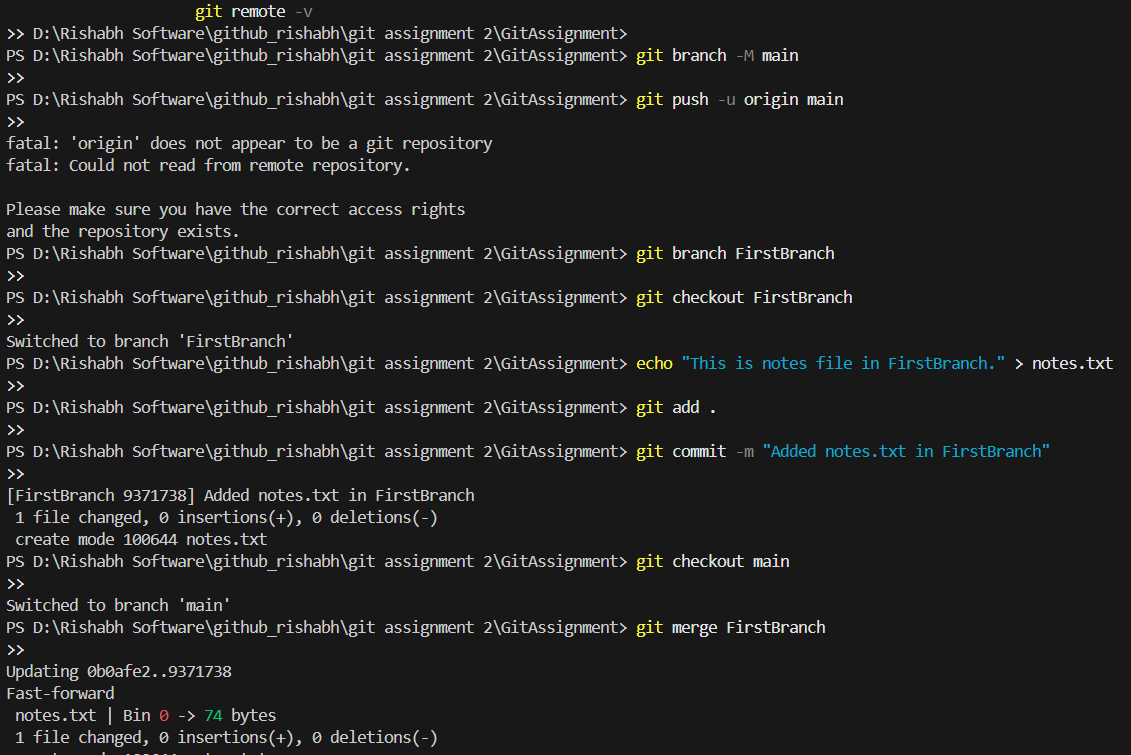 git remote -v
>> D:\Rishabh Software\github_rishabh\git assignment 2\GitAssignment>
PS D:\Rishabh Software\github_rishabh\git assignment 2\GitAssignment> git branch -M main
>>
PS D:\Rishabh Software\github_rishabh\git assignment 2\GitAssignment> git push -u origin main
>>
fatal: 'origin' does not appear to be a git repository
fatal: Could not read from remote repository.

Please make sure you have the correct access rights
and the repository exists.
PS D:\Rishabh Software\github_rishabh\git assignment 2\GitAssignment> git branch FirstBranch
>>
PS D:\Rishabh Software\github_rishabh\git assignment 2\GitAssignment> git checkout FirstBranch
>>
Switched to branch 'FirstBranch'
PS D:\Rishabh Software\github_rishabh\git assignment 2\GitAssignment> echo "This is notes file in FirstBranch." > notes.txt
>>
PS D:\Rishabh Software\github_rishabh\git assignment 2\GitAssignment> git add .
>>
PS D:\Rishabh Software\github_rishabh\git assignment 2\GitAssignment> git commit -m "Added notes.txt in FirstBranch"
>>
[FirstBranch 9371738] Added notes.txt in FirstBranch
 1 file changed, 0 insertions(+), 0 deletions(-)
 create mode 100644 notes.txt
PS D:\Rishabh Software\github_rishabh\git assignment 2\GitAssignment> git checkout main
>>
Switched to branch 'main'
PS D:\Rishabh Software\github_rishabh\git assignment 2\GitAssignment> git merge FirstBranch
>>
Updating 0b0afe2..9371738
Fast-forward
 notes.txt | Bin 0 -> 74 bytes
 1 file changed, 0 insertions(+), 0 deletions(-)